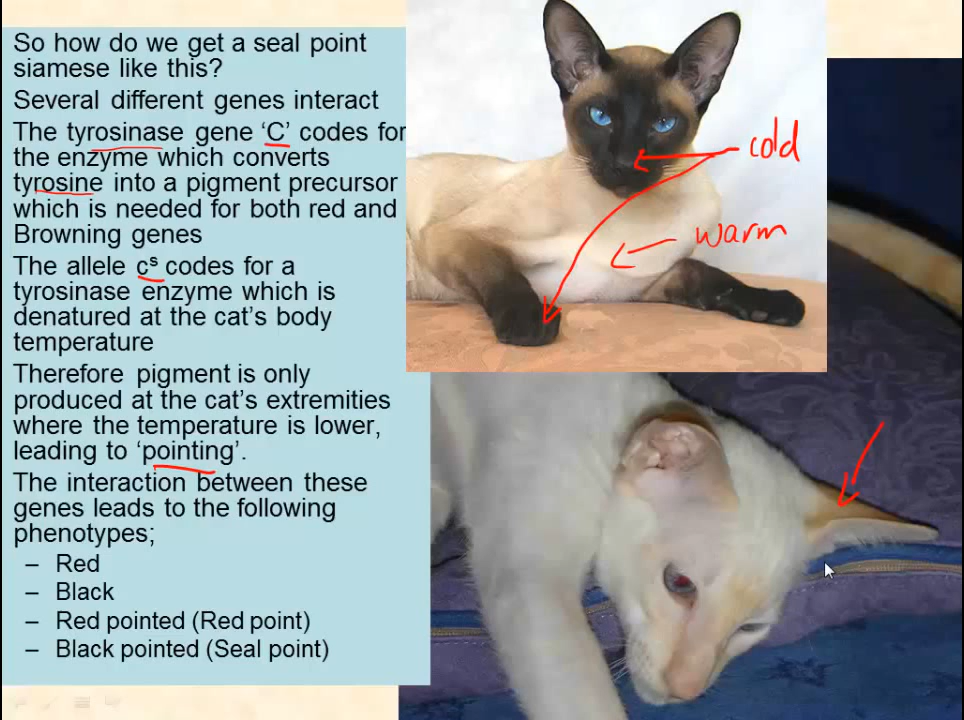 So how do we get a seal point
siamese like this?
Several different genes interact
The tyrosinase gene ‘C’ codes for
the enzyme which converts
tyrosine into a pigment precursor
which is needed for both red and
Browning genes
The allele cˢ codes for a
tyrosinase enzyme which is
denatured at the cat’s body
temperature
Therefore pigment is only
produced at the cat’s extremities
where the temperature is lower,
leading to ‘pointing’.
The interaction between these
genes leads to the following
phenotypes;
– Red
– Black
– Red pointed (Red point)
– Black pointed (Seal point)
cold
warm